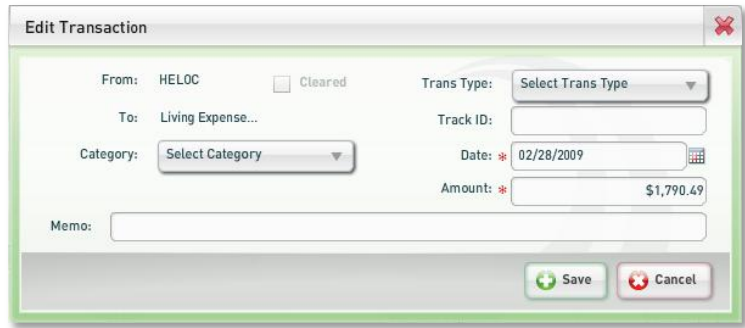 Edit Transaction
From: HELOC Cleared Trans Type: Select Trans Type
To: Living Expense... Track ID:
Category: Select Category Date: * 02/28/2009
Amount: * $1,790.49
Memo:
Save Cancel